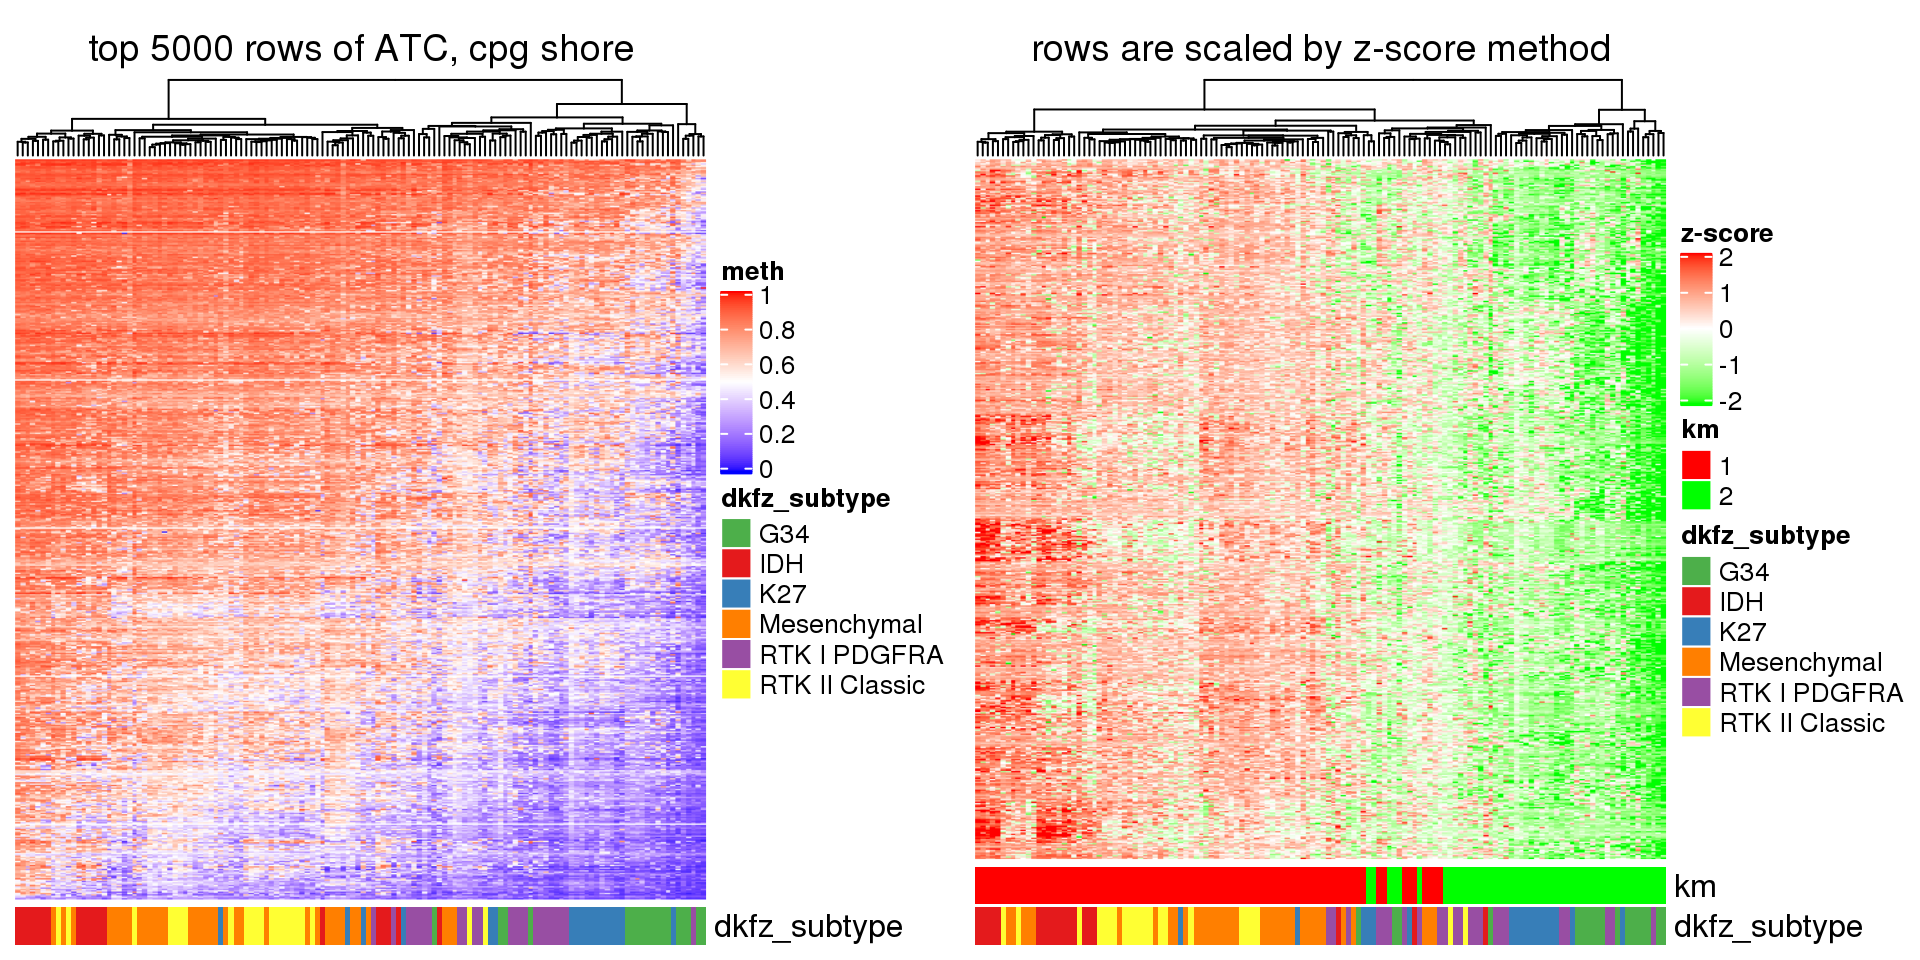 top 5000 rows of ATC, cpg shore
meth
1
0.8
0.6
0.4
0.2
0
dkfz_subtype
G34
IDH
K27
Mesenchymal
RTK I PDGFRA
RTK II Classic
dkfz_subtype
rows are scaled by z-score method
z-score
2
1
0
-1
-2
km
1
2
dkfz_subtype
G34
IDH
K27
Mesenchymal
RTK I PDGFRA
RTK II Classic
km
dkfz_subtype